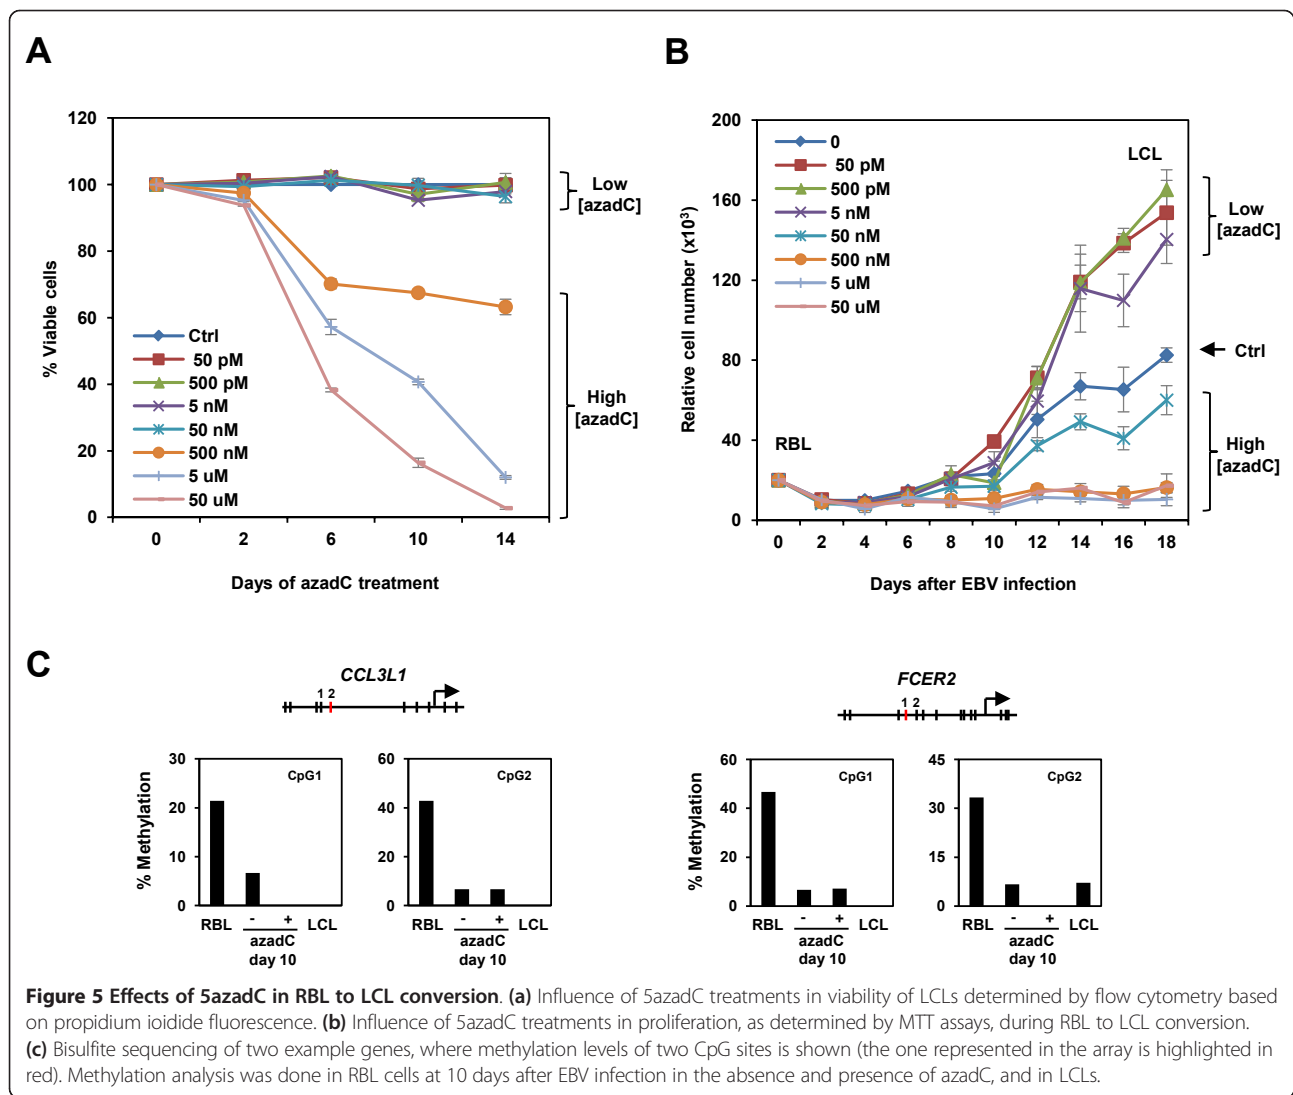 A
120
100
80
60
40
20
0
% Viable cells
Ctrl
50 pM
500 pM
5 nM
50 nM
500 nM
5 uM
50 uM
0 2 6 10 14
Days of azadC treatment
Low
[azadC]
High
[azadC]
B
200
160
120
80
40
0
Relative cell number (x10³)
0
50 pM
500 pM
5 nM
50 nM
500 nM
5 uM
50 uM
RBL
LCL
0 2 4 6 8 10 12 14 16 18
Days after EBV infection
Low
[azadC]
Ctrl
High
[azadC]
C
CCL3L1
1 2
30
20
10
0
% Methylation
CpG1
RBL - + LCL
azadC
day 10
60
40
20
0
CpG2
RBL - + LCL
azadC
day 10
FCER2
1 2
60
40
20
0
% Methylation
CpG1
RBL - + LCL
azadC
day 10
45
30
15
0
CpG2
RBL - + LCL
azadC
day 10
Figure 5 Effects of 5azadC in RBL to LCL conversion. (a) Influence of 5azadC treatments in viability of LCLs determined by flow cytometry based
on propidium ioidide fluorescence. (b) Influence of 5azadC treatments in proliferation, as determined by MTT assays, during RBL to LCL conversion.
(c) Bisulfite sequencing of two example genes, where methylation levels of two CpG sites is shown (the one represented in the array is highlighted in
red). Methylation analysis was done in RBL cells at 10 days after EBV infection in the absence and presence of azadC, and in LCLs.